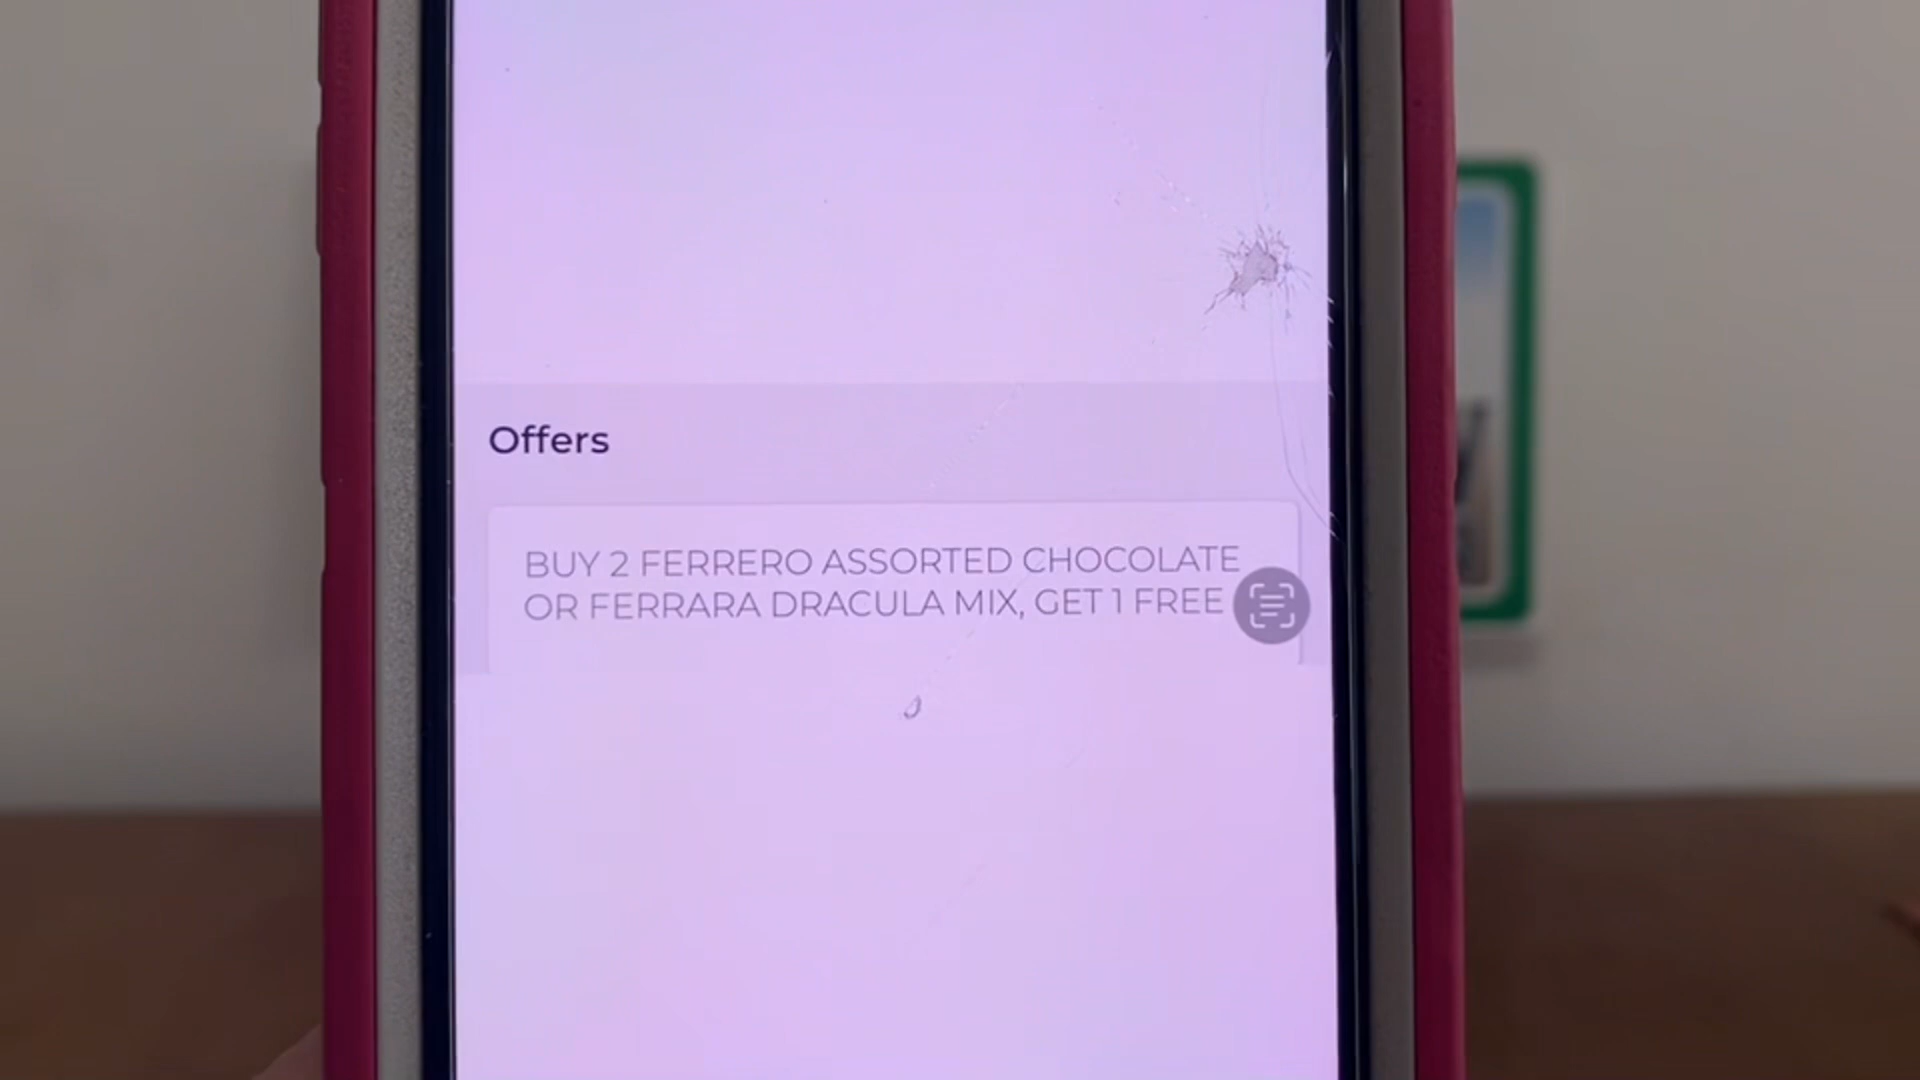 Offers
BUY 2 FERRERO ASSORTED CHOCOLATE
OR FERRARA DRACULA MIX, GET 1 FREE